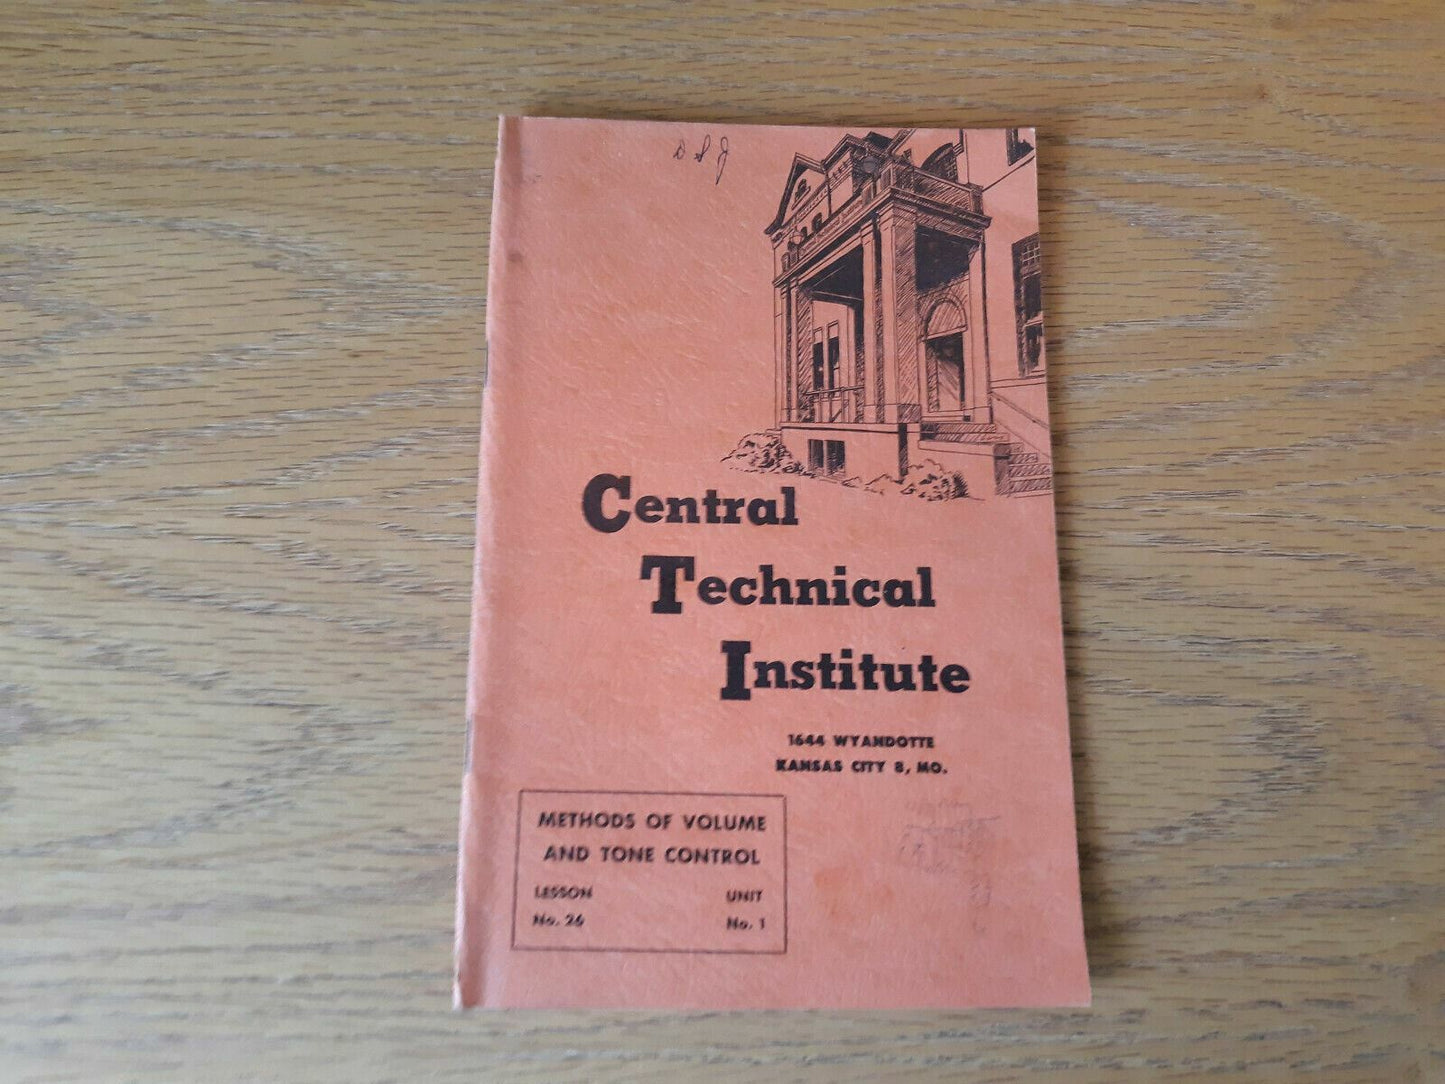 Central
Technical
Institute
1644 WYANDOTTE
KANSAS CITY 8, MO.
METHODS OF VOLUME
AND TONE CONTROL
LESSON UNIT
No. 26 No. 1